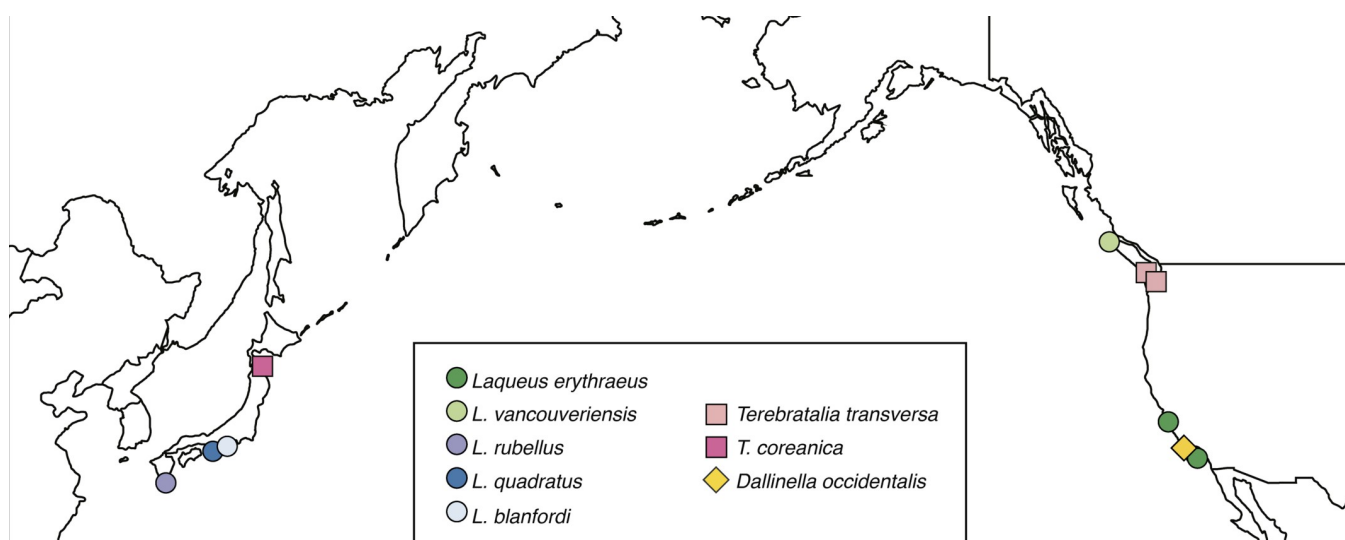 Laqueus erythraeus
L. vancouveriensis
L. rubellus
L. quadratus
L. blanfordi
Terebratalia transversa
T. coreanica
Dallinella occidentalis